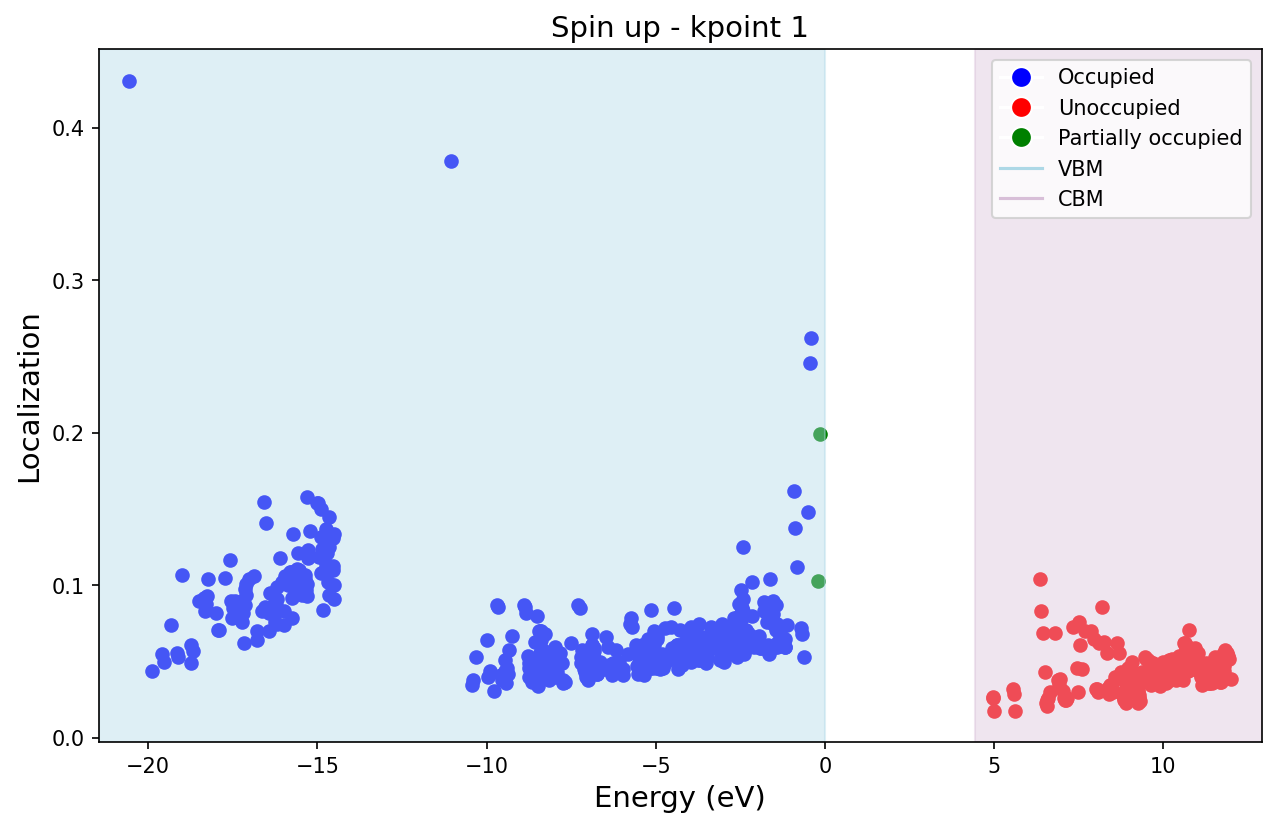 Spin up - kpoint 1
Localization
0.4
0.3
0.2
0.1
0.0
Occupied
Unoccupied
Partially occupied
VBM
CBM
−20
−15
−10
−5
0
5
10
Energy (eV)